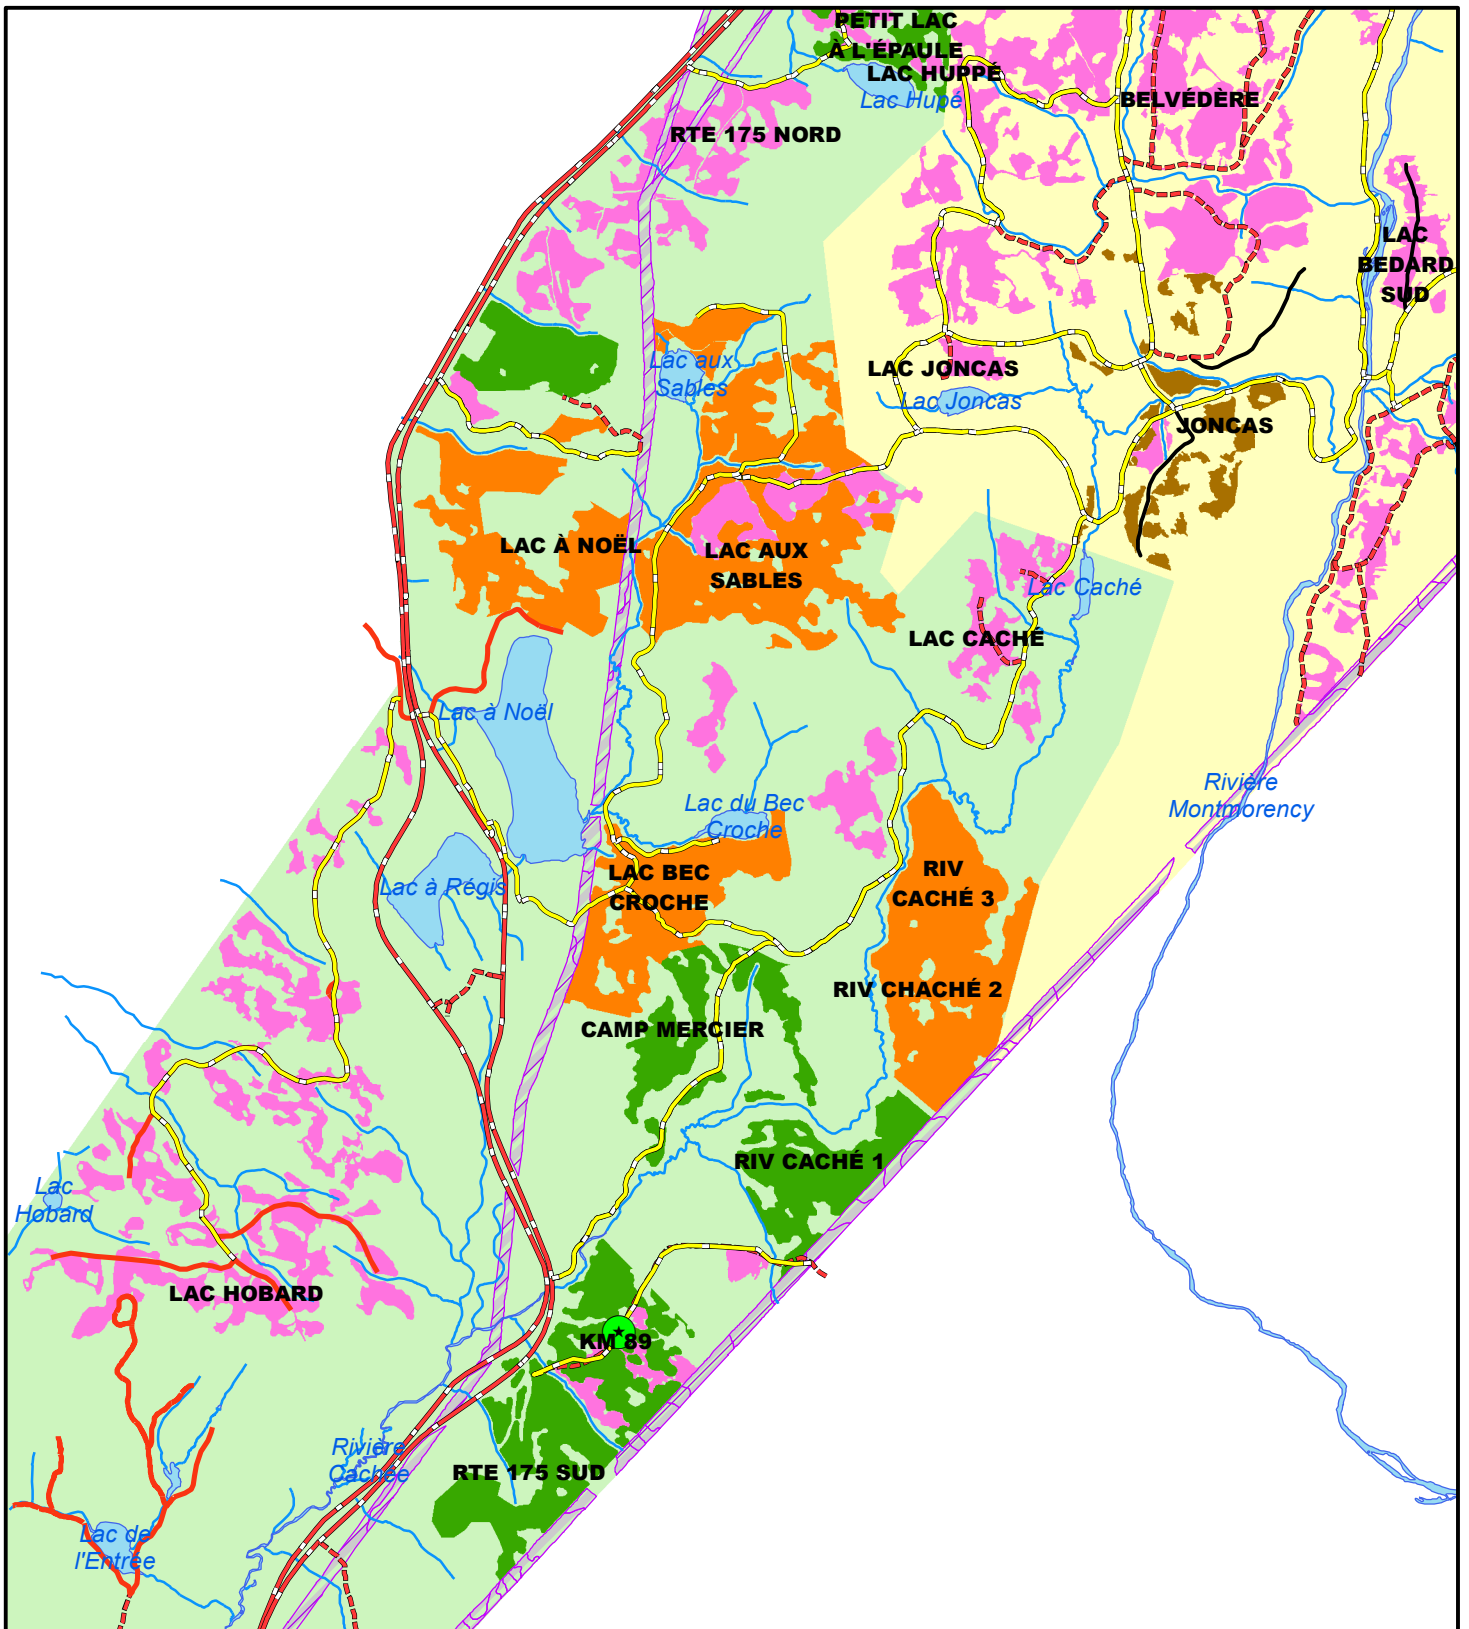 PETIT LAC
À L'ÉPAULE
LAC HUPPÉ
Lac Hupé
BELVÉDÈRE
RTE 175 NORD
LAC
BEDARD
SUD
Lac aux
Sables
LAC JONCAS
Lac Joncas
JONCAS
LAC À NOËL
LAC AUX
SABLES
Lac Caché
LAC CACHÉ
Lac à Noël
Rivière
Montmorency
Lac du Bec
Croche
LAC BEC
CROCHE
RIV
CACHÉ 3
Lac à Régis
RIV CHACHÉ 2
CAMP MERCIER
RIV CACHÉ 1
Lac
Hobard
LAC HOBARD
KM 89
Rivière
Cachée
RTE 175 SUD
Lac de
l'Entrée